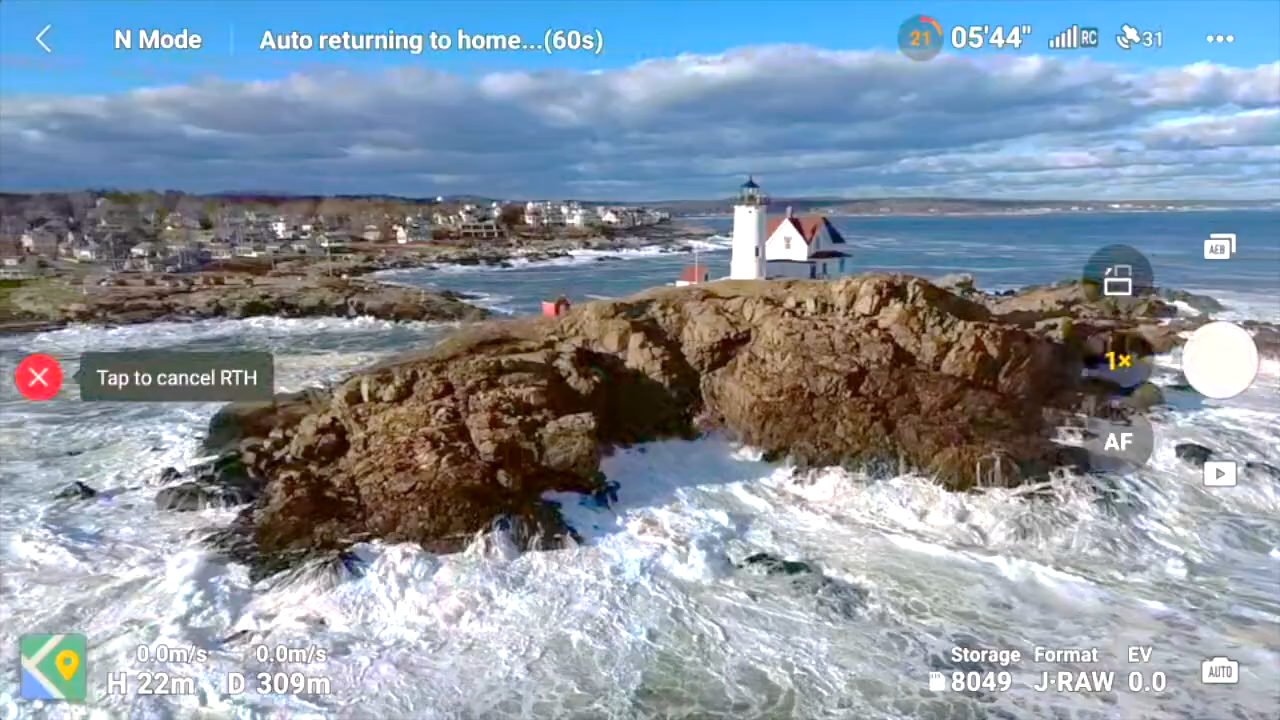 N Mode
Auto returning to home...(60s)
21
05'44"
RC
31
AEB
Tap to cancel RTH
1×
AF
0.0m/s
0.0m/s
H 22m
D 309m
Storage
Format
EV
8049
J·RAW
0.0
AUTO